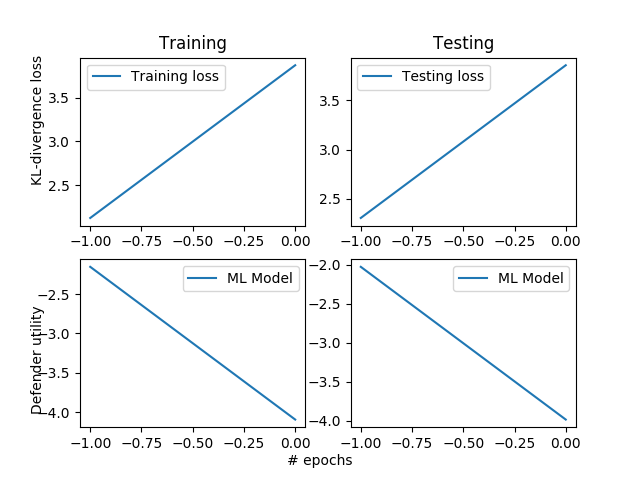 Training
Testing
KL-divergence loss
Training loss
3.5
3.0
2.5
−1.00 −0.75 −0.50 −0.25 0.00
Testing loss
3.5
3.0
2.5
−1.00 −0.75 −0.50 −0.25 0.00
Defender utility
ML Model
−2.5
−3.0
−3.5
−4.0
−1.00 −0.75 −0.50 −0.25 0.00
ML Model
−2.0
−2.5
−3.0
−3.5
−4.0
−1.00 −0.75 −0.50 −0.25 0.00
# epochs